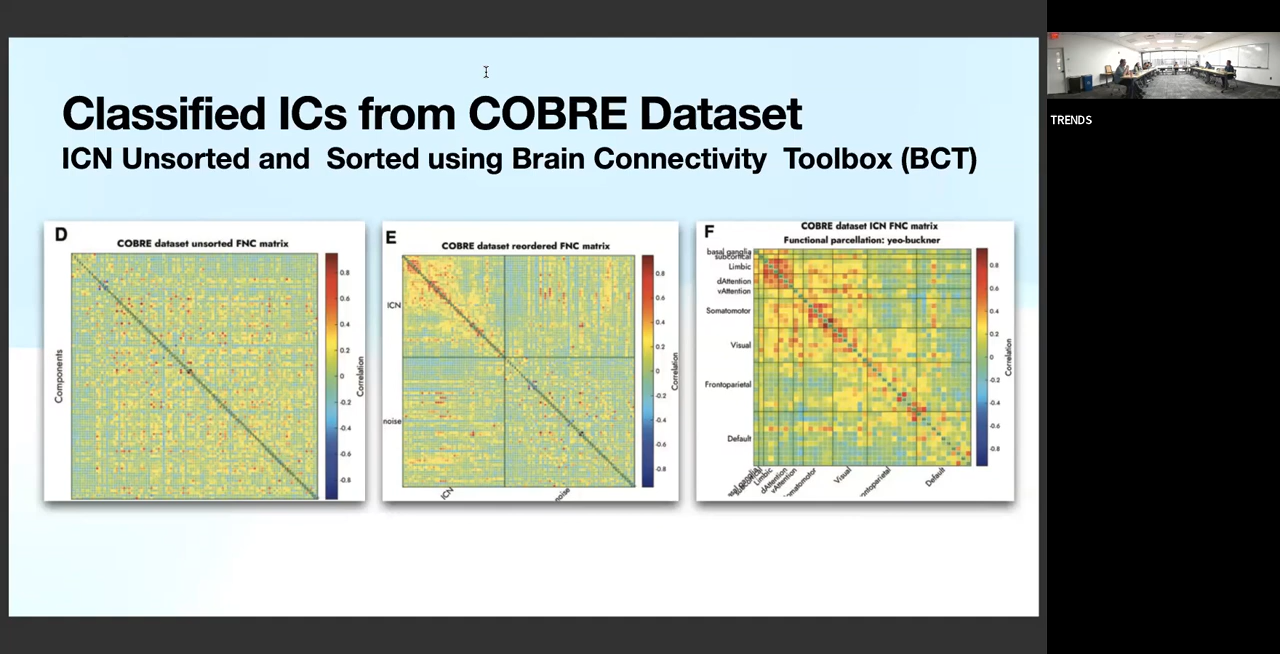 Classified ICs from COBRE Dataset
ICN Unsorted and Sorted using Brain Connectivity Toolbox (BCT)
D
COBRE dataset unsorted FNC matrix
Components
0.8
0.6
0.4
0.2
0
-0.2
-0.4
-0.6
-0.8
Correlation
E
COBRE dataset reordered FNC matrix
ICN
noise
ICN
noise
0.8
0.6
0.4
0.2
0
-0.2
-0.4
-0.6
-0.8
Correlation
F
COBRE dataset ICN FNC matrix
Functional parcellation: yeo-buckner
basal ganglia
subcortical
Limbic
dAttention
vAttention
Somatomotor
Visual
Frontoparietal
Default
basal ganglia
subcortical
Limbic
dAttention
vAttention
omatomotor
Visual
ontoparietal
Default
0.8
0.6
0.4
0.2
0
-0.2
-0.4
-0.6
-0.8
Correlation
TRENDS